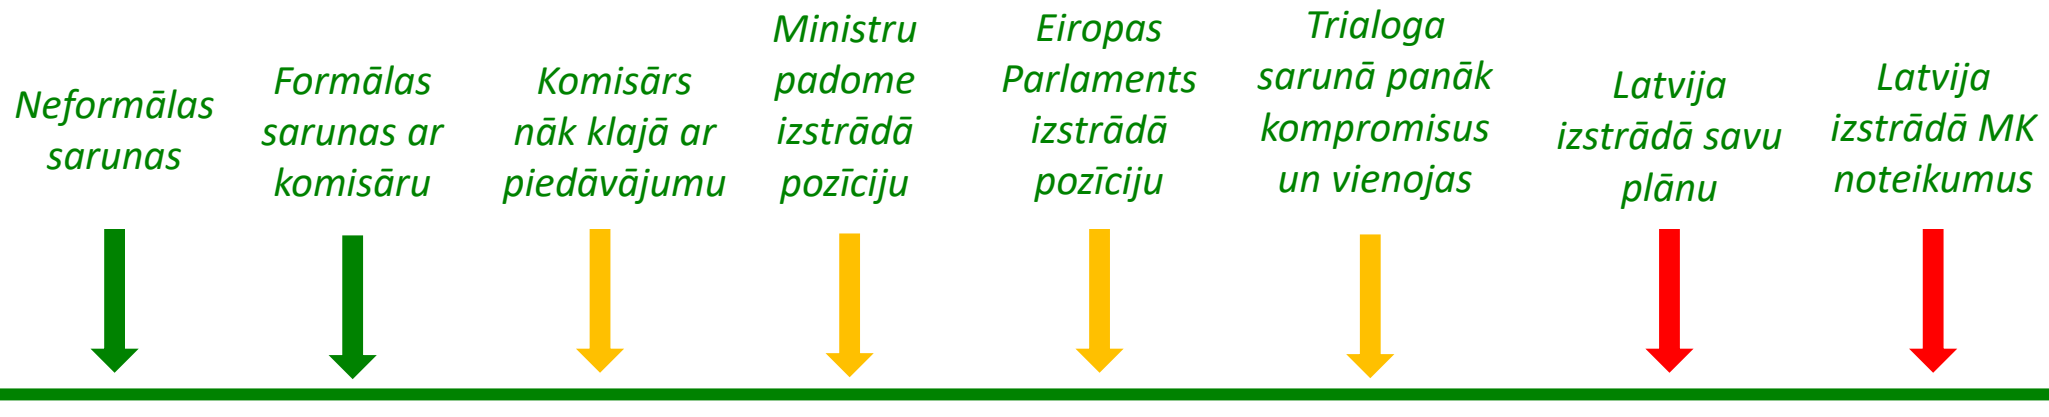 Neformālas
sarunas
Formālas
sarunas ar
komisāru
Komisārs
nāk klajā ar
piedāvājumu
Ministru
padome
izstrādā
pozīciju
Eiropas
Parlaments
izstrādā
pozīciju
Trialoga
sarunā panāk
kompromisus
un vienojas
Latvija
izstrādā savu
plānu
Latvija
izstrādā MK
noteikumus